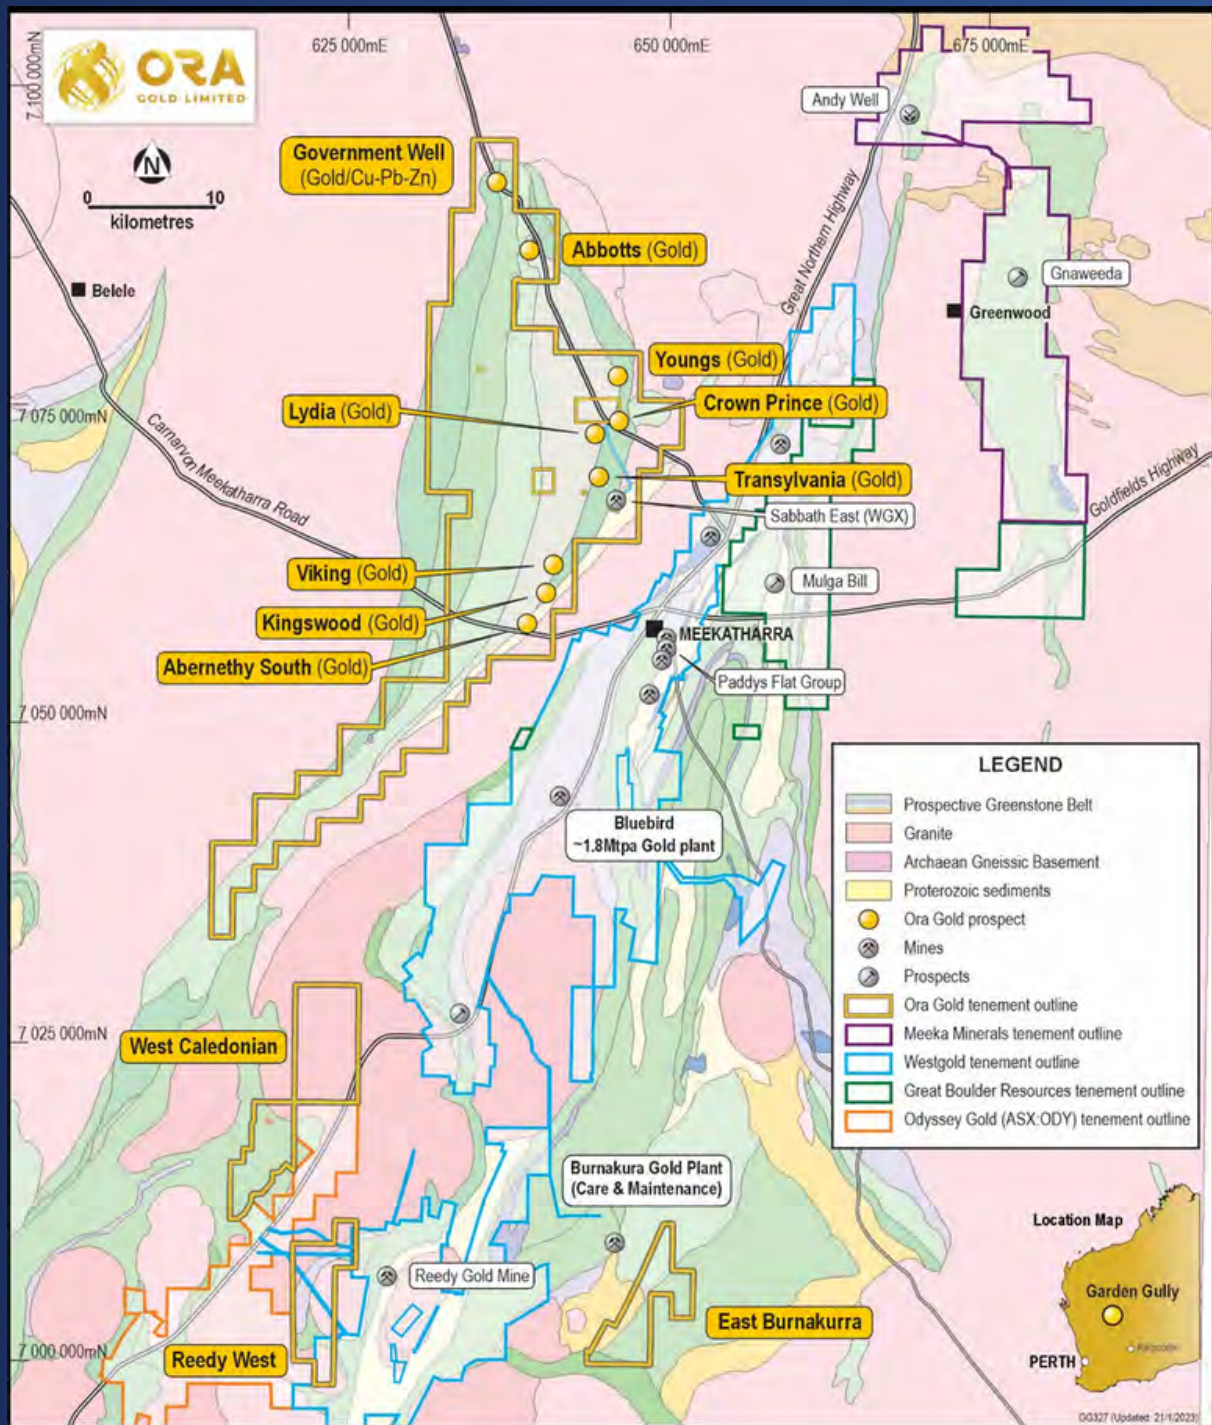 625 000mE
650 000mE
675 000mE
7 100 000mN
ORA
GOLD LIMITED
N
0 10
kilometres
Andy Well
Government Well
(Gold/Cu-Pb-Zn)
Great Northern Highway
Abbotts (Gold)
Gnaweeda
Belele
Greenwood
Youngs (Gold)
Lydia (Gold)
Crown Prince (Gold)
7 075 000mN
Carnarvon Meekatharra Road
Goldfields Highway
Transylvania (Gold)
Sabbath East (WGX)
Viking (Gold)
Mulga Bill
Kingswood (Gold)
MEEKATHARRA
Abernethy South (Gold)
Paddys Flat Group
7 050 000mN
Bluebird
~1.8Mtpa Gold plant
LEGEND
Prospective Greenstone Belt
Granite
Archaean Gneissic Basement
Proterozoic sediments
Ora Gold prospect
Mines
Prospects
Ora Gold tenement outline
Meeka Minerals tenement outline
Westgold tenement outline
Great Boulder Resources tenement outline
Odyssey Gold (ASX:ODY) tenement outline
7 025 000mN
West Caledonian
Burnakura Gold Plant
(Care & Maintenance)
Reedy Gold Mine
East Burnakurra
Reedy West
7 000 000mN
Location Map
Garden Gully
Kalgoorlie
PERTH
GG327 (Updated: 21/1/2023)